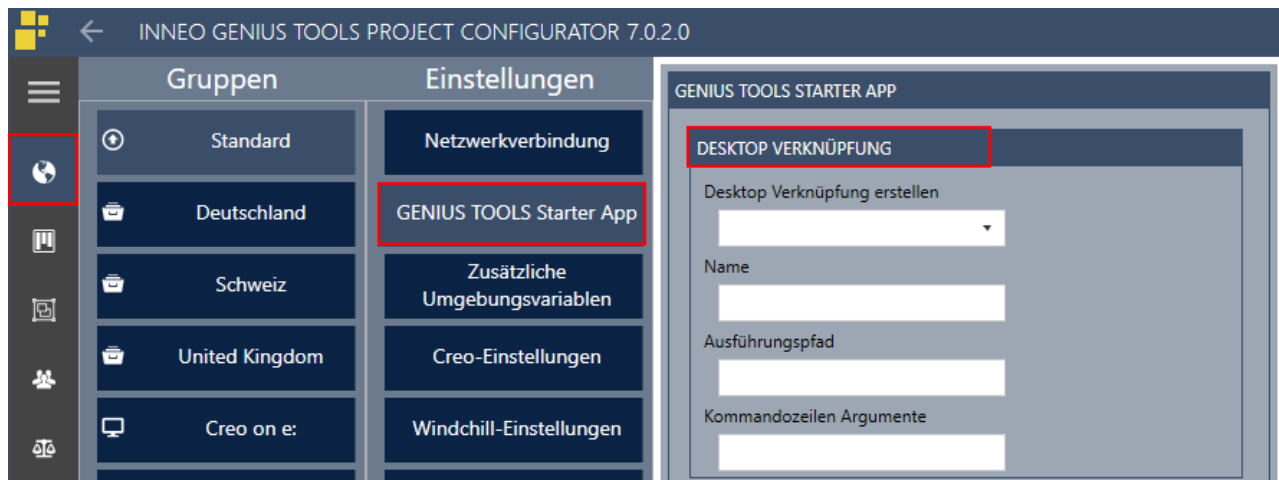 INNEO GENIUS TOOLS PROJECT CONFIGURATOR 7.0.2.0
Gruppen
Standard
Deutschland
Schweiz
United Kingdom
Creo on e:
Einstellungen
Netzwerkverbindung
GENIUS TOOLS Starter App
Zusätzliche
Umgebungsvariablen
Creo-Einstellungen
Windchill-Einstellungen
GENIUS TOOLS STARTER APP
DESKTOP VERKNÜPFUNG
Desktop Verknüpfung erstellen
Name
Ausführungspfad
Kommandozeilen Argumente